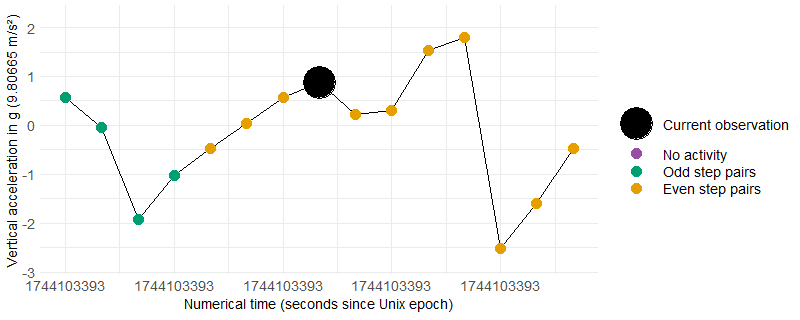 Vertical acceleration in g (9.80665 m/s²)
2
1
0
-1
-2
-3
1744103393 1744103393 1744103393 1744103393 1744103393
Numerical time (seconds since Unix epoch)
Current observation
No activity
Odd step pairs
Even step pairs